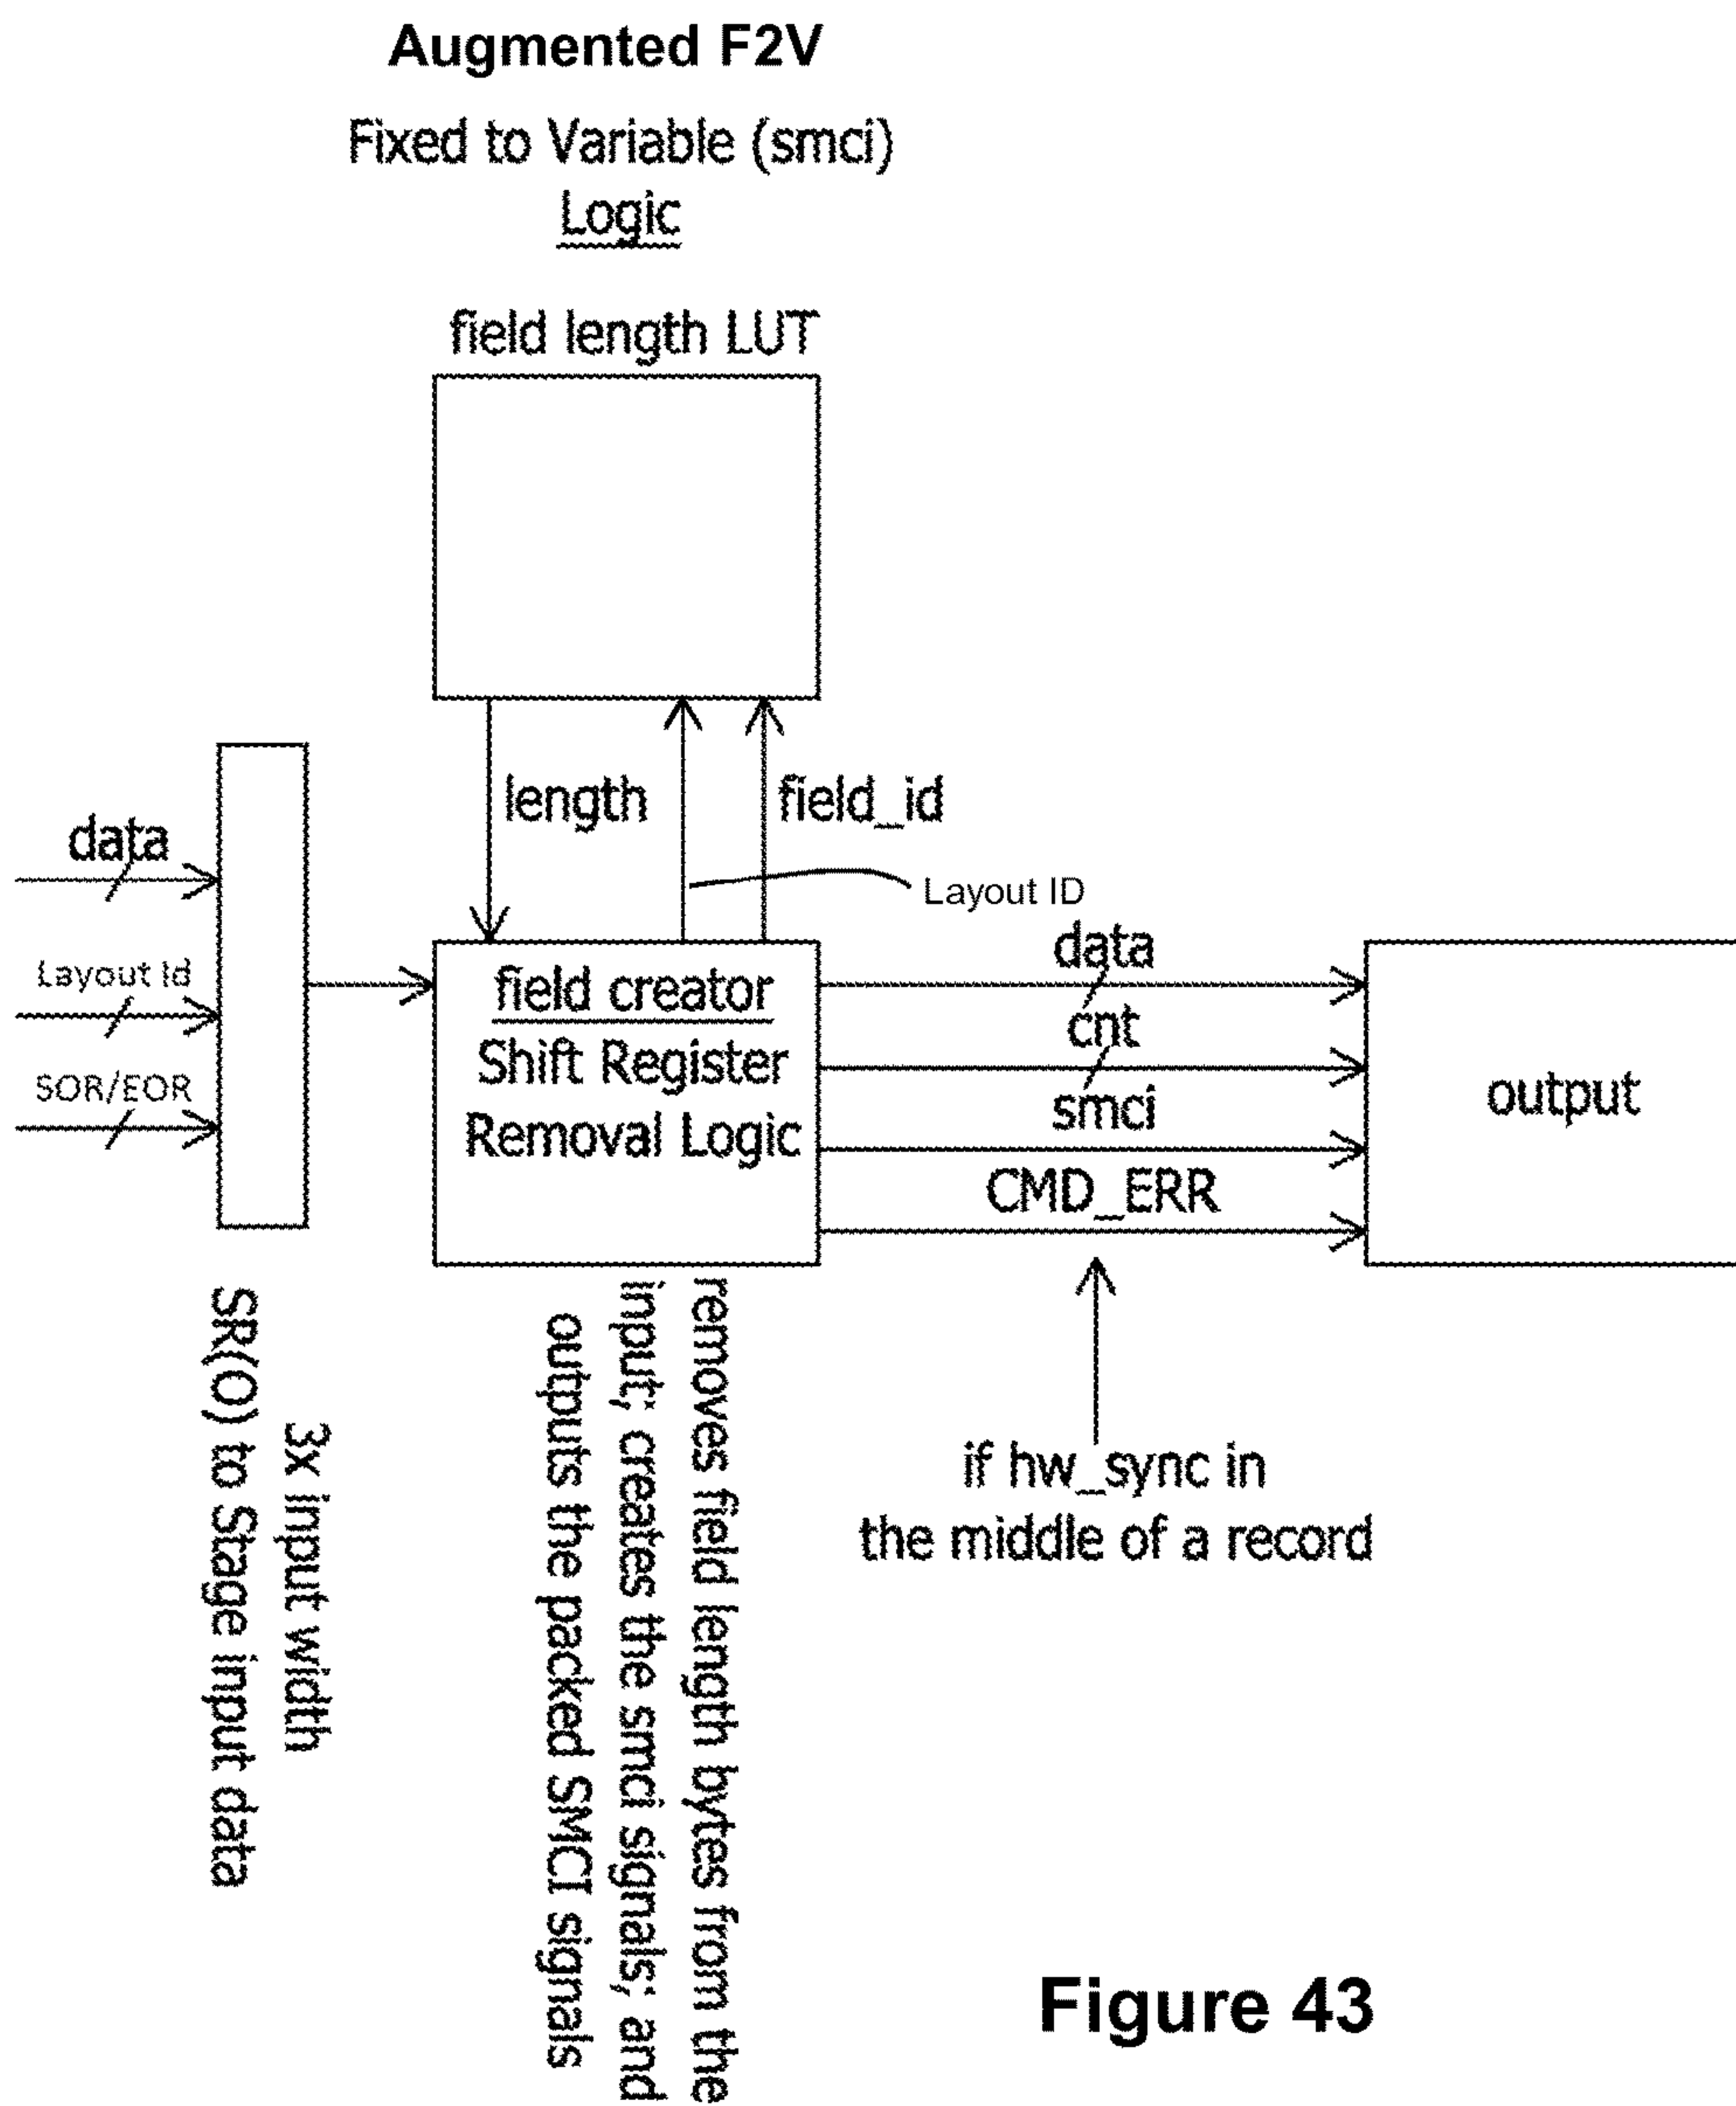 Augmented F2V
Fixed to Variable (smci)
Logic
field length LUT
length
field_id
Layout ID
data
Layout Id
SOR/EOR
field creator
Shift Register
Removal Logic
data
cnt
smci
CMD_ERR
output
if hw_sync in
the middle of a record
3x input width
SR(O) to Stage input data
removes field length bytes from the
input; creates the smci signals; and
outputs the packed SMCI signals
Figure 43